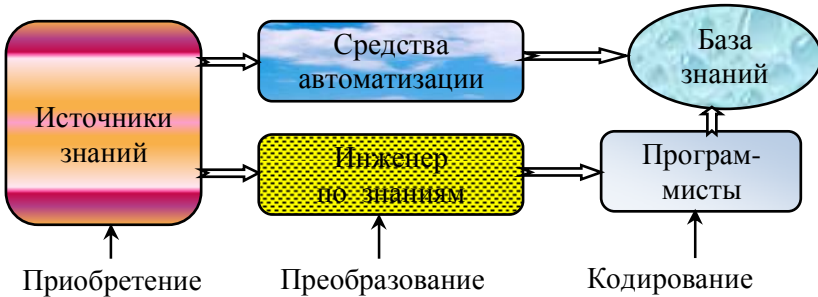 Источники
знаний
Средства
автоматизации
База
знаний
Инженер
по знаниям
Програм-
мисты
Приобретение
Преобразование
Кодирование